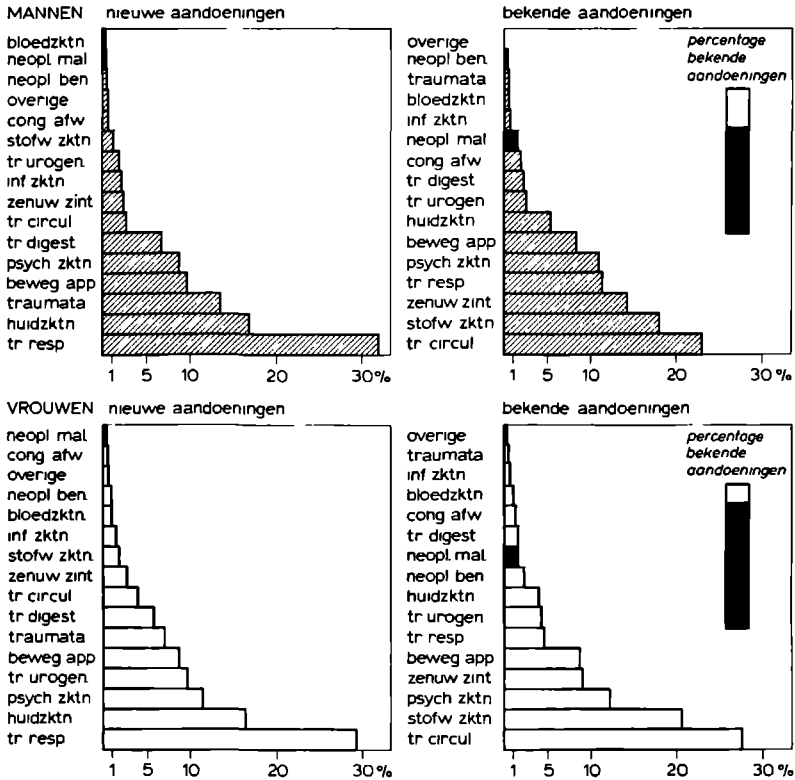 MANNEN nieuwe aandoeningen
bloedzktn
neopl mal
neopl ben
overige
cong afw
stofw zktn
tr urogen.
inf zktn
zenuw zint
tr circul
tr digest
psych zktn
beweg app
traumata
huidzktn
tr resp
1 5 10 20 30%
bekende aandoeningen
overige
neopl ben.
traumata
bloedzktn
inf zktn
neopl mal
cong afw
tr digest
tr urogen
huidzktn
beweg app
psych zktn
tr resp
zenuw zint
stofw zktn
tr circul
percentage
bekende
aandoeningen
1 5 10 20 30%
VROUWEN nieuwe aandoeningen
neopl mal
cong afw
overige
neopl ben.
bloedzktn.
inf zktn
stofw zktn.
zenuw zint
tr circul
tr digest
traumata
beweg app
tr urogen.
psych zktn
huidzktn
tr resp
1 5 10 20 30%
bekende aandoeningen
overige
traumata
inf zktn
bloedzktn
cong afw
tr digest
neopl. mal.
neopl ben
huidzktn
tr urogen
tr resp
beweg app
zenuw zint
psych zktn
stofw zktn
tr circul
percentage
bekende
aandoeningen
1 5 10 20 30%